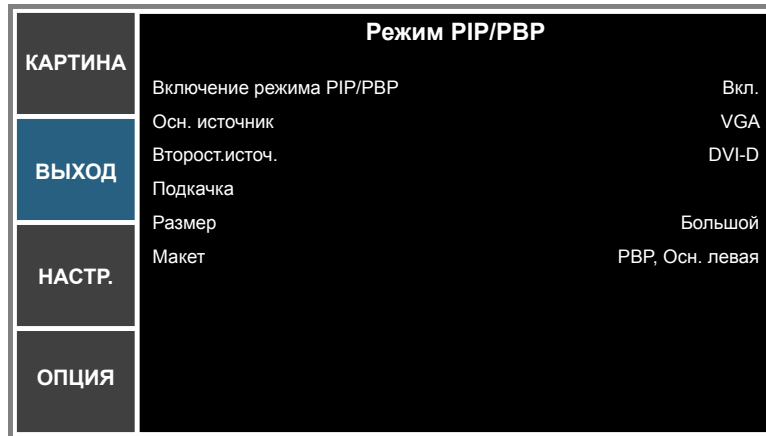 Режим PIP/PBP
КАРТИНА
ВЫХОД
НАСТР.
ОПЦИЯ
Включение режима PIP/PBP Вкл.
Осн. источник VGA
Второст.источ. DVI-D
Подкачка
Размер Большой
Макет PBP, Осн. левая